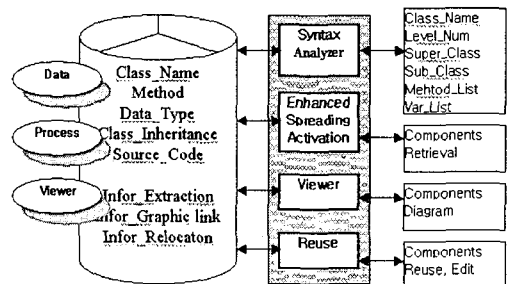 Data
Process
Viewer
Class_Name
Method
Data_Type
Class_Inheritance
Source_Code
Infor_Extraction
Infor_Graphic link
Infor_Relocaton
Syntax
Analyzer
Enhanced
Spreading
Activation
Viewer
Reuse
Class_Name
Level_Num
Super_Class
Sub_Class
Mehtod_List
Var_List
Components
Retrieval
Components
Diagram
Components
Reuse, Edit